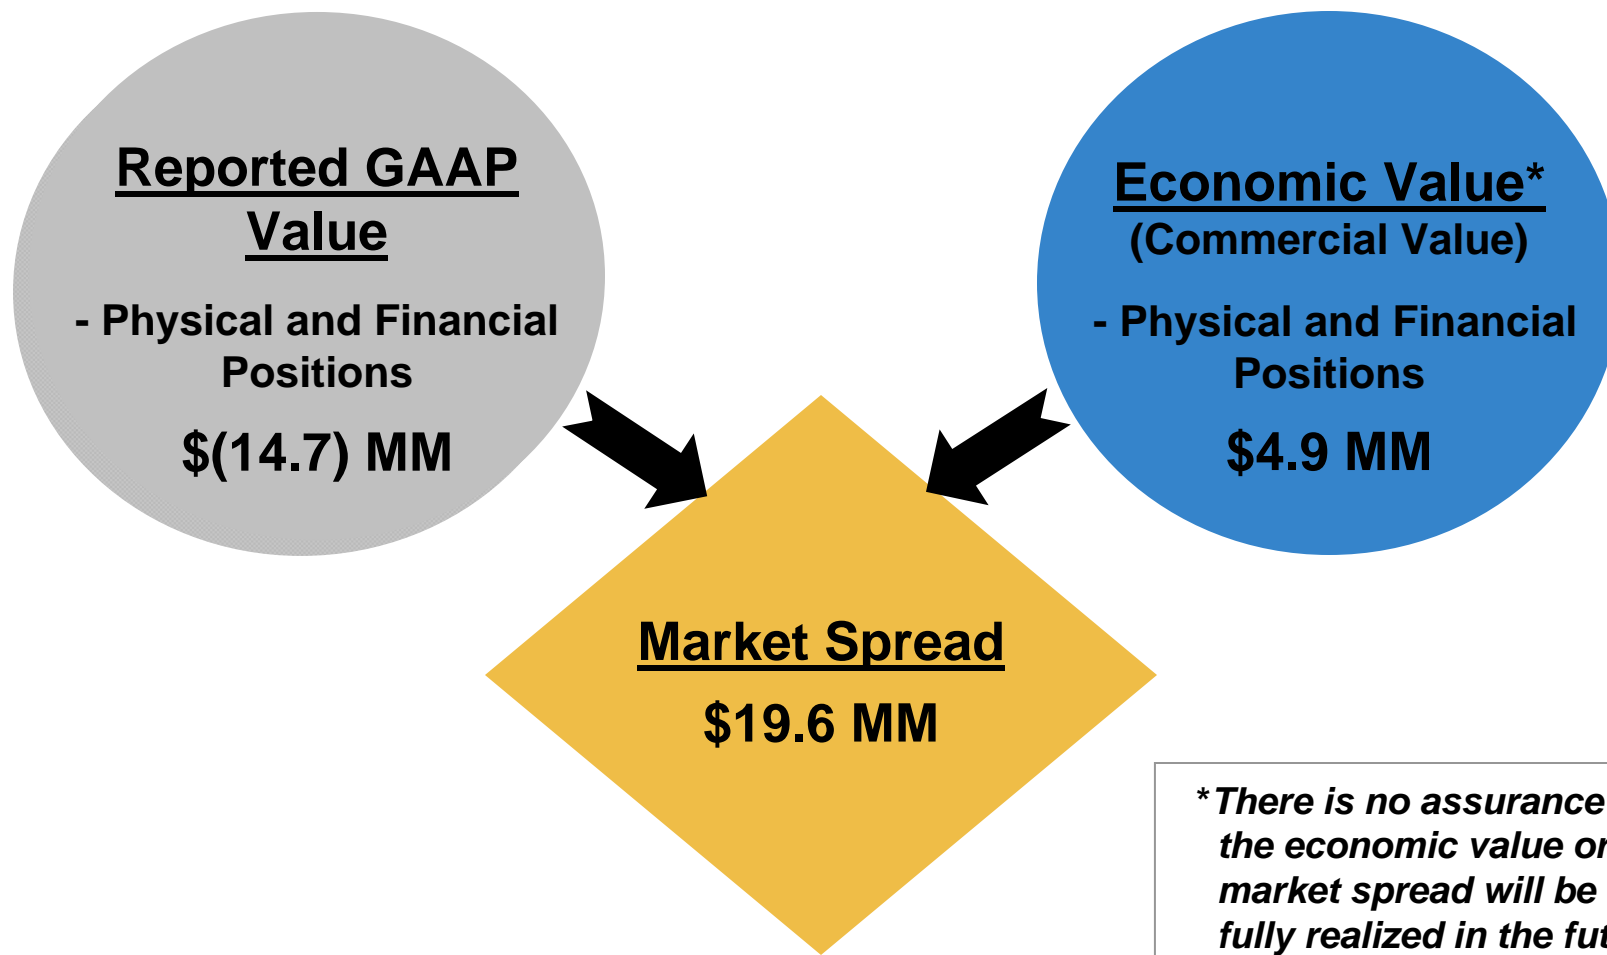 Reported GAAP
Value
- Physical and Financial
Positions
$(14.7) MM
Economic Value*
(Commercial Value)
- Physical and Financial
Positions
$4.9 MM
Market Spread
$19.6 MM
*There is no assurance
the economic value or
market spread will be
fully realized in the